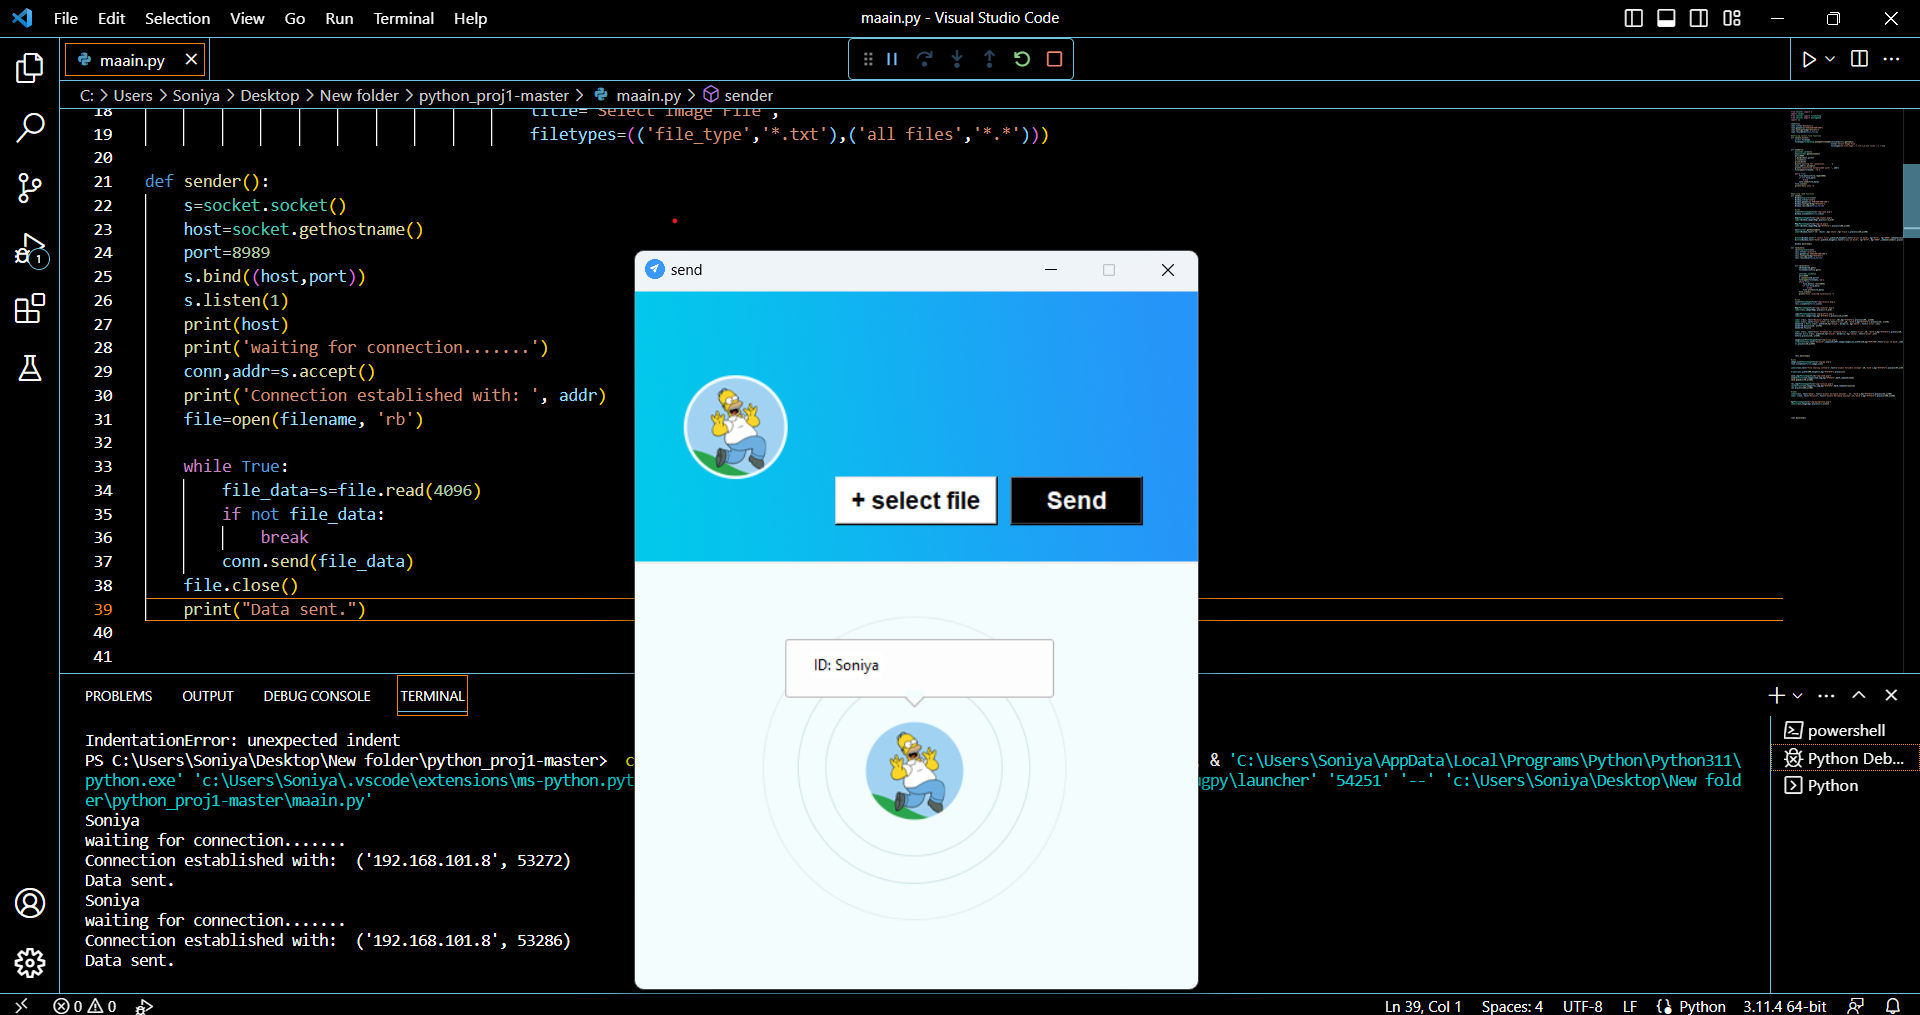 File Edit Selection View Go Run Terminal Help
maain.py - Visual Studio Code
maain.py
C: > Users > Soniya > Desktop > New folder > python_proj1-master > maain.py > sender
18 title="Select Image File",
19 filetypes=(('file_type','*.txt'),('all files','*.*')))
20
21 def sender():
22 s=socket.socket()
23 host=socket.gethostname()
24 port=8989
25 s.bind((host,port))
26 s.listen(1)
27 print(host)
28 print('waiting for connection.......')
29 conn,addr=s.accept()
30 print('Connection established with: ', addr)
31 file=open(filename, 'rb')
32
33 while True:
34 file_data=s=file.read(4096)
35 if not file_data:
36 break
37 conn.send(file_data)
38 file.close()
39 print("Data sent.")
40
41
send
+ select file
Send
ID: Soniya
PROBLEMS OUTPUT DEBUG CONSOLE TERMINAL
IndentationError: unexpected indent
PS C:\Users\Soniya\Desktop\New folder\python_proj1-master> c & 'C:\Users\Soniya\AppData\Local\Programs\Python\Python311\
python.exe' 'c:\Users\Soniya\.vscode\extensions\ms-python.pyt gpy\launcher' '54251' '--' 'c:\Users\Soniya\Desktop\New fold
er\python_proj1-master\maain.py'
Soniya
waiting for connection.......
Connection established with: ('192.168.101.8', 53272)
Data sent.
Soniya
waiting for connection.......
Connection established with: ('192.168.101.8', 53286)
Data sent.
powershell
Python Deb...
Python
1
0 0
Ln 39, Col 1 Spaces: 4 UTF-8 LF Python 3.11.4 64-bit